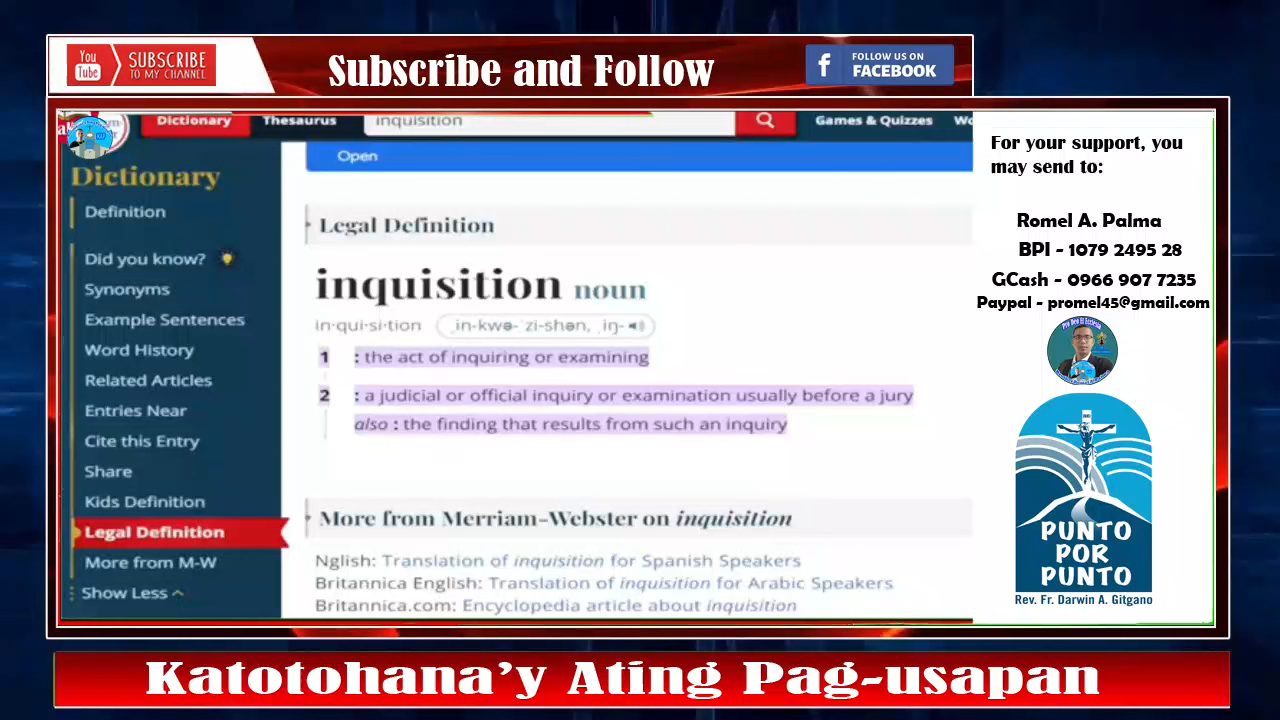 You Tube SUBSCRIBE TO MY CHANNEL
Subscribe and Follow
f FOLLOW US ON FACEBOOK
Dictionary Thesaurus inquisition Games & Quizzes Wo
Open
Dictionary
Definition
Did you know?
Synonyms
Example Sentences
Word History
Related Articles
Entries Near
Cite this Entry
Share
Kids Definition
Legal Definition
More from M-W
Show Less
Legal Definition
inquisition noun
in·qui·si·tion ˌin-kwə-ˈzi-shən, ˌiŋ-
1 : the act of inquiring or examining
2 : a judicial or official inquiry or examination usually before a jury
also : the finding that results from such an inquiry
More from Merriam-Webster on inquisition
Nglish: Translation of inquisition for Spanish Speakers
Britannica English: Translation of inquisition for Arabic Speakers
Britannica.com: Encyclopedia article about inquisition
For your support, you
may send to:
Romel A. Palma
BPI - 1079 2495 28
GCash - 0966 907 7235
Paypal - promel45@gmail.com
PUNTO
POR
PUNTO
Rev. Fr. Darwin A. Gitgano
Katotohana'y Ating Pag-usapan